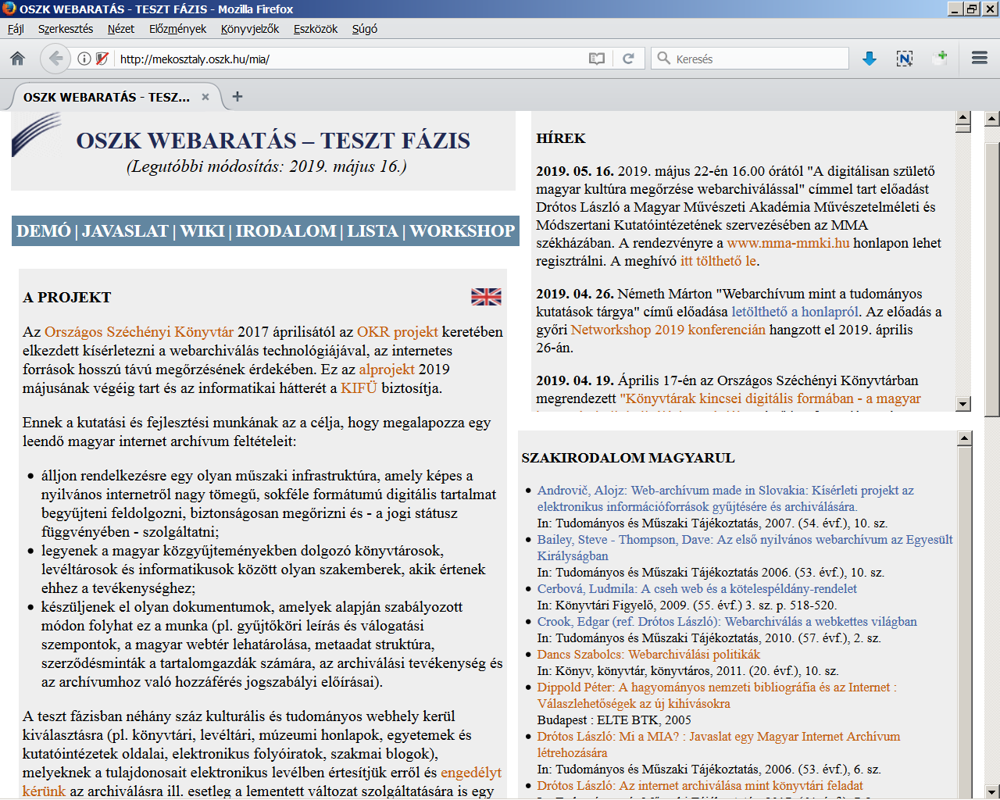 OSZK WEBARATÁS - TESZT FÁZIS - Mozilla Firefox
Fájl Szerkesztés Nézet Előzmények Könyvjelzők Eszközök Súgó
http://mekosztaly.oszk.hu/mia/
Keresés
OSZK WEBARATÁS - TESZ...
OSZK WEBARATÁS – TESZT FÁZIS
(Legutóbbi módosítás: 2019. május 16.)
DEMÓ | JAVASLAT | WIKI | IRODALOM | LISTA | WORKSHOP
A PROJEKT
Az Országos Széchényi Könyvtár 2017 áprilisától az OKR projekt keretében
elkezdett kísérletezni a webarchiválás technológiájával, az internetes
források hosszú távú megőrzésének érdekében. Ez az alprojekt 2019
májusának végéig tart és az informatikai hátterét a KIFÜ biztosítja.
Ennek a kutatási és fejlesztési munkának az a célja, hogy megalapozza egy
leendő magyar internet archívum feltételeit:
• álljon rendelkezésre egy olyan műszaki infrastruktúra, amely képes a
nyilvános internetről nagy tömegű, sokféle formátumú digitális tartalmat
begyűjteni feldolgozni, biztonságosan megőrizni és - a jogi státusz
függvényében - szolgáltatni;
• legyenek a magyar közgyűjteményekben dolgozó könyvtárosok,
levéltárosok és informatikusok között olyan szakemberek, akik értenek
ehhez a tevékenységhez;
• készüljenek el olyan dokumentumok, amelyek alapján szabályozott
módon folyhat ez a munka (pl. gyűjtőköri leírás és válogatási
szempontok, a magyar webtér lehatárolása, metaadat struktúra,
szerződésminták a tartalomgazdák számára, az archiválási tevékenység és
az archívumhoz való hozzáférés jogszabályi előírásai).
A teszt fázisban néhány száz kulturális és tudományos webhely kerül
kiválasztásra (pl. könyvtári, levéltári, múzeumi honlapok, egyetemek és
kutatóintézetek oldalai, elektronikus folyóiratok, szakmai blogok),
melyeknek a tulajdonosait elektronikus levélben értesítjük erről és engedélyt
kérünk az archiválásra ill. esetleg a lementett változat szolgáltatására is egy
HÍREK
2019. 05. 16. 2019. május 22-én 16.00 órától "A digitálisan születő
magyar kultúra megőrzése webarchiválással" címmel tart előadást
Drótos László a Magyar Művészeti Akadémia Művészetelméleti és
Módszertani Kutatóintézetének szervezésében az MMA
székházában. A rendezvényre a www.mma-mmki.hu honlapon lehet
regisztrálni. A meghívó itt tölthető le.
2019. 04. 26. Németh Márton "Webarchívum mint a tudományos
kutatások tárgya" című előadása letölthető a honlapról. Az előadás a
győri Networkshop 2019 konferencián hangzott el 2019. április
26-án.
2019. 04. 19. Április 17-én az Országos Széchényi Könyvtárban
megrendezett "Könyvtárak kincsei digitális formában - a magyar
SZAKIRODALOM MAGYARUL
• Androvič, Alojz: Web-archívum made in Slovakia: Kísérleti projekt az
elektronikus információforrások gyűjtésére és archiválására.
In: Tudományos és Műszaki Tájékoztatás, 2007. (54. évf.), 10. sz.
• Bailey, Steve - Thompson, Dave: Az első nyilvános webarchívum az Egyesült
Királyságban
In: Tudományos és Műszaki Tájékoztatás 2006. (53. évf.), 10. sz.
• Cerbová, Ludmila: A cseh web és a kötelespéldány-rendelet
In: Könyvtári Figyelő, 2009. (55. évf.) 3. sz. p. 518-520.
• Crook, Edgar (ref. Drótos László): Webarchiválás a webkettes világban
In: Tudományos és Műszaki Tájékoztatás, 2010. (57. évf.), 2. sz.
• Dancs Szabolcs: Webarchiválási politikák
In: Könyv, könyvtár, könyvtáros, 2011. (20. évf.), 10. sz.
• Dippold Péter: A hagyományos nemzeti bibliográfia és az Internet :
Válaszlehetőségek az új kihívásokra
Budapest : ELTE BTK, 2005
• Drótos László: Mi a MIA? : Javaslat egy Magyar Internet Archívum
létrehozására
In: Tudományos és Műszaki Tájékoztatás, 2006. (53. évf.), 6. sz.
• Drótos László: Az internet archiválása mint könyvtári feladat